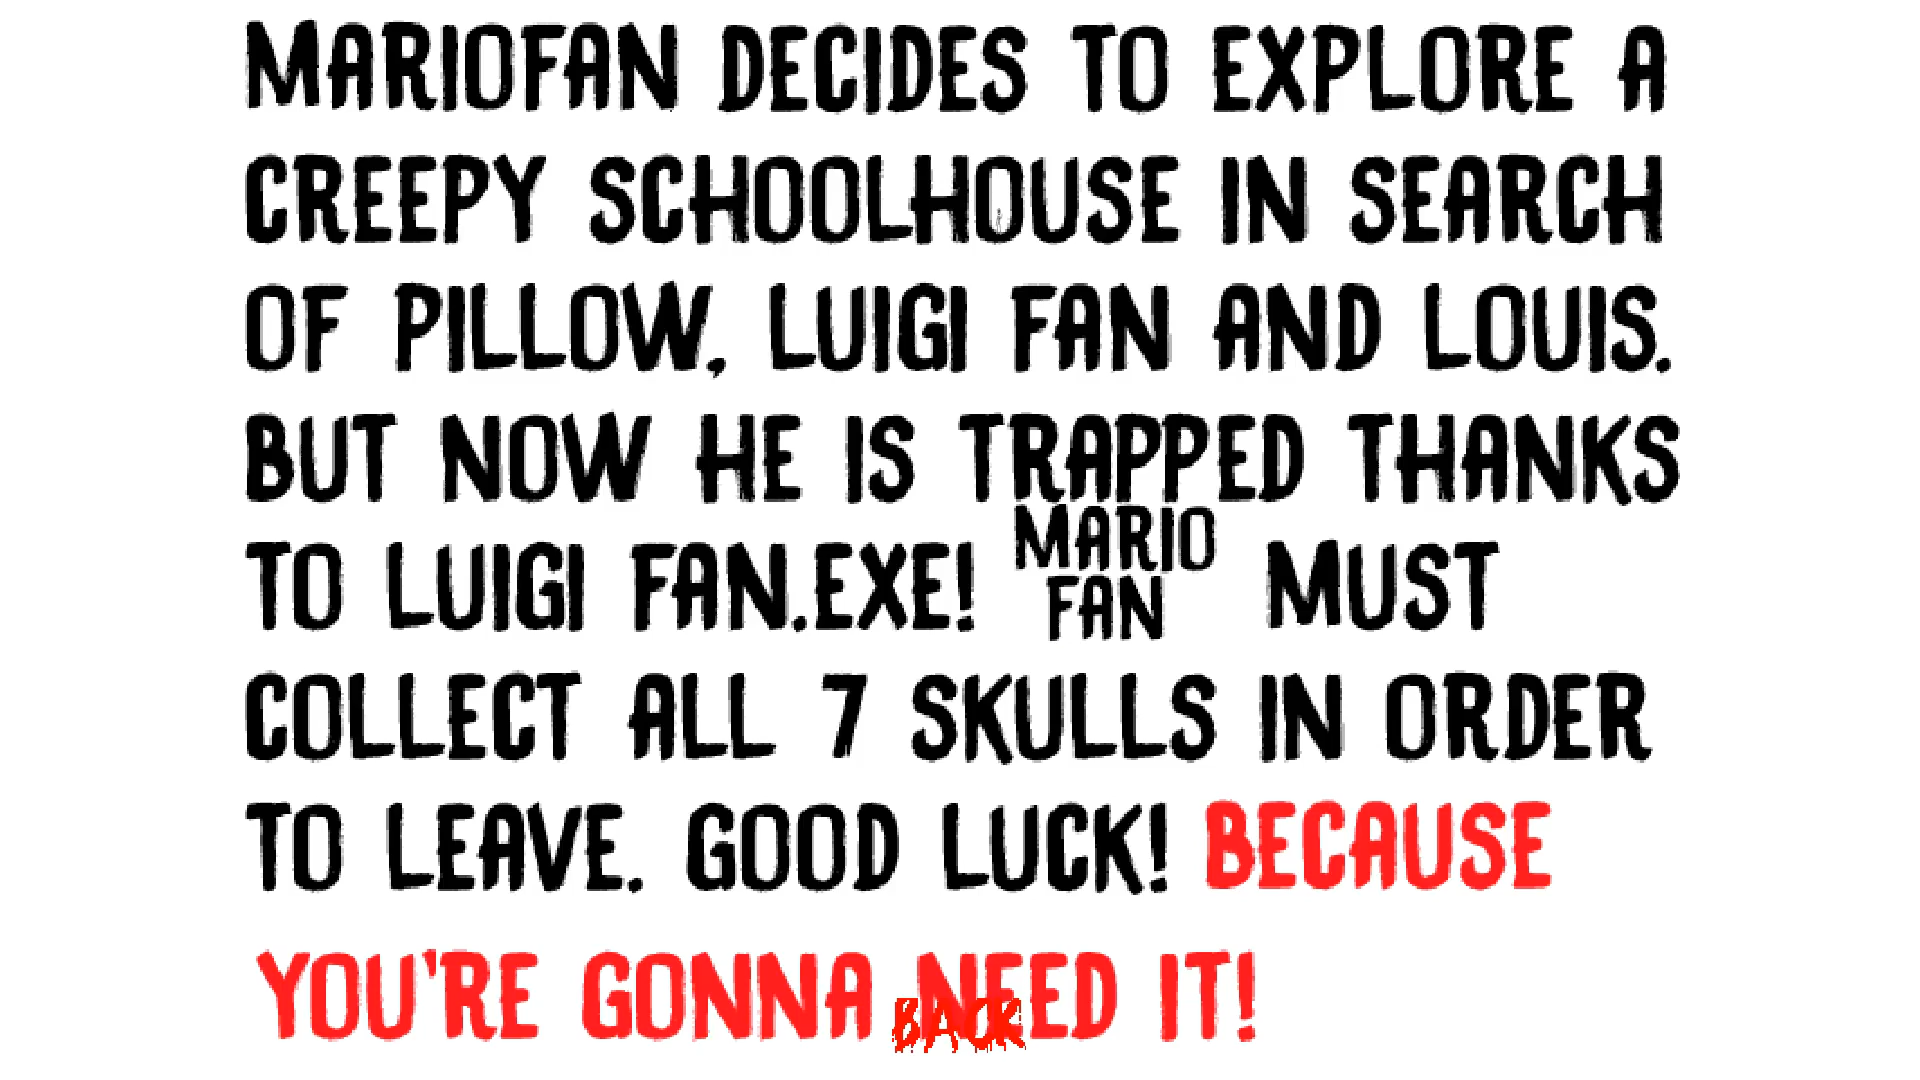 MARIOFAN DECIDES TO EXPLORE A
CREEPY SCHOOLHOUSE IN SEARCH
OF PILLOW, LUIGI FAN AND LOUIS.
BUT NOW HE IS TRAPPED THANKS
TO LUIGI FAN.EXE! MARIO FAN MUST
COLLECT ALL 7 SKULLS IN ORDER
TO LEAVE. GOOD LUCK! BECAUSE
YOU'RE GONNA NEED IT!
BACK